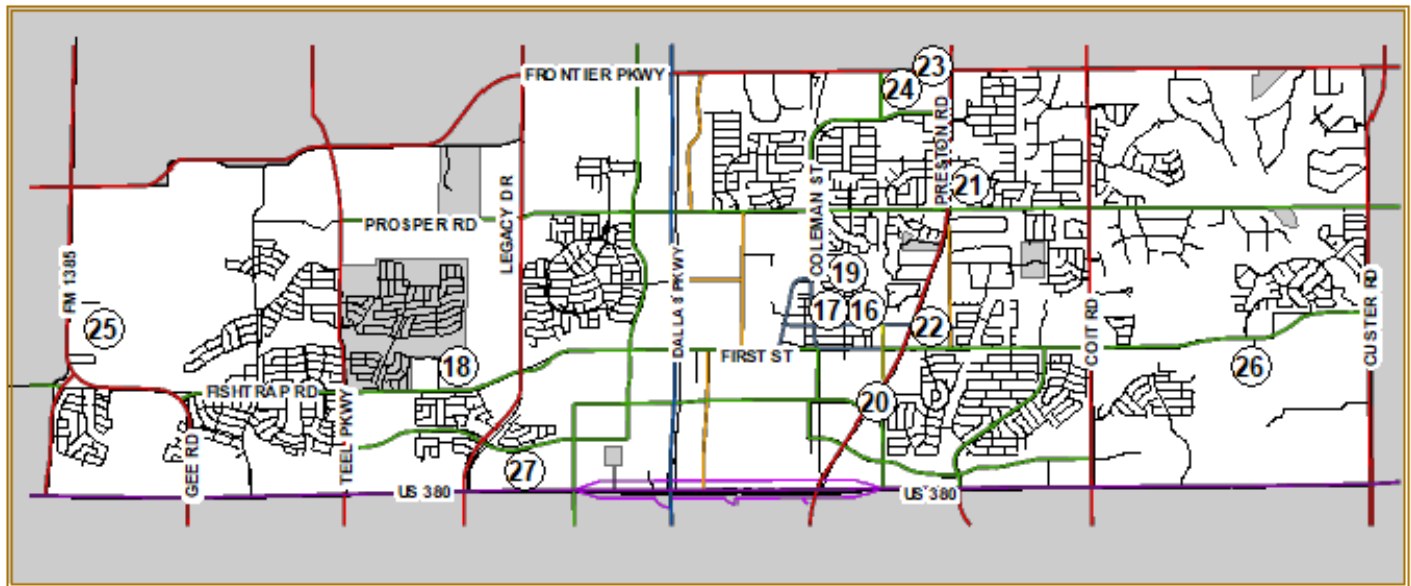 FRONTIER PKWY
23
24
PRESTON RD
21
LEGACY DR
COLEMAN ST
PROSPER RD
FM 1385
DALLAS PKWY
19
17
16
COIT RD
CUSTER RD
25
22
FIRST ST
18
26
FISHTRAP RD
20
TEEL PKWY
GEE RD
27
US 380
US 380